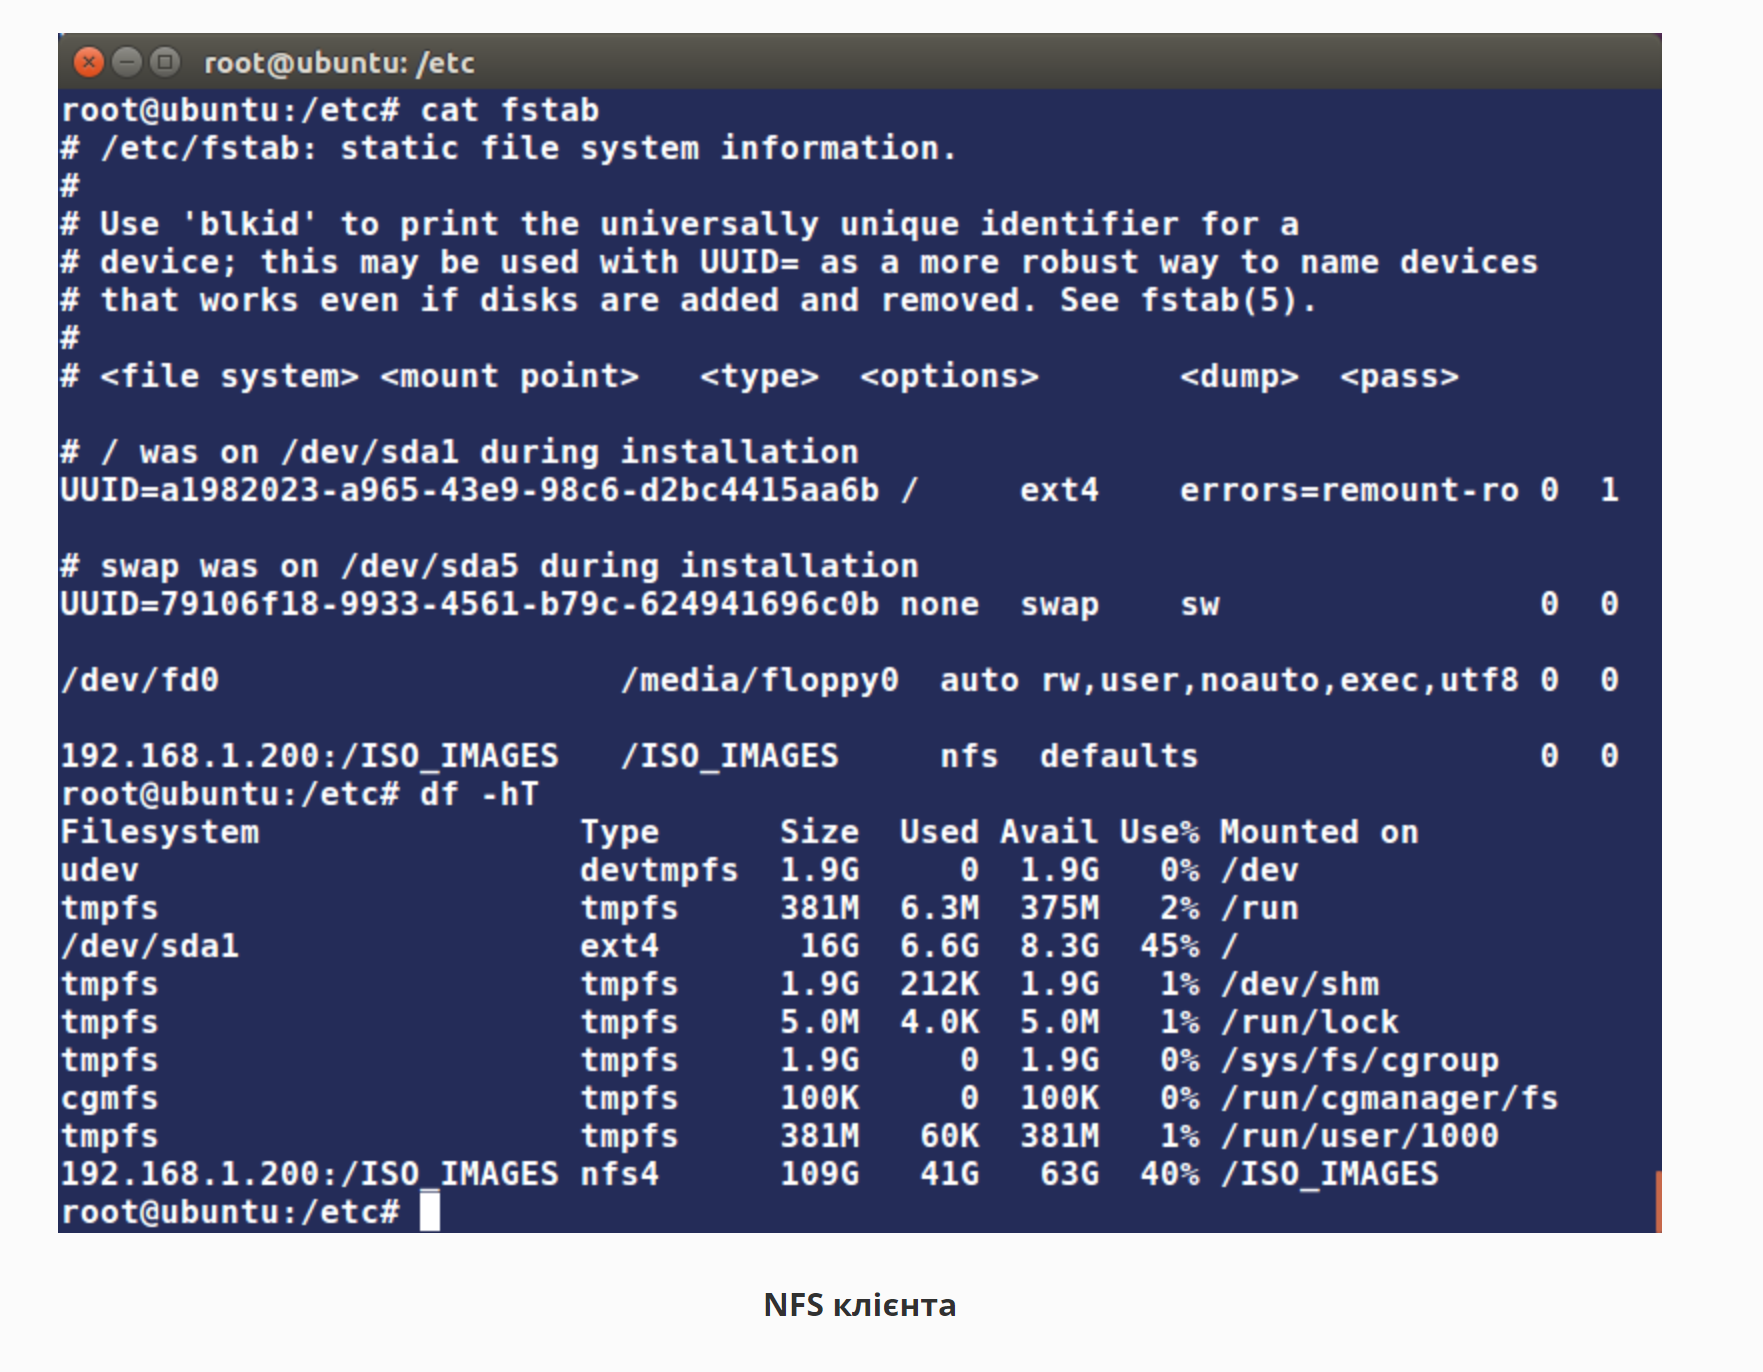 root@ubuntu: /etc
root@ubuntu:/etc# cat fstab
# /etc/fstab: static file system information.
#
# Use 'blkid' to print the universally unique identifier for a
# device; this may be used with UUID= as a more robust way to name devices
# that works even if disks are added and removed. See fstab(5).
#
# <file system> <mount point>   <type>  <options>       <dump>  <pass>
# / was on /dev/sda1 during installation
UUID=a1982023-a965-43e9-98c6-d2bc4415aa6b /     ext4    errors=remount-ro 0  1
# swap was on /dev/sda5 during installation
UUID=79106f18-9933-4561-b79c-624941696c0b none  swap    sw                0  0
/dev/fd0                    /media/floppy0  auto rw,user,noauto,exec,utf8 0  0
192.168.1.200:/ISO_IMAGES   /ISO_IMAGES     nfs  defaults                 0  0
root@ubuntu:/etc# df -hT
Filesystem                Type      Size  Used Avail Use% Mounted on
udev                      devtmpfs  1.9G     0  1.9G   0% /dev
tmpfs                     tmpfs     381M  6.3M  375M   2% /run
/dev/sda1                 ext4       16G  6.6G  8.3G  45% /
tmpfs                     tmpfs     1.9G  212K  1.9G   1% /dev/shm
tmpfs                     tmpfs     5.0M  4.0K  5.0M   1% /run/lock
tmpfs                     tmpfs     1.9G     0  1.9G   0% /sys/fs/cgroup
cgmfs                     tmpfs     100K     0  100K   0% /run/cgmanager/fs
tmpfs                     tmpfs     381M   60K  381M   1% /run/user/1000
192.168.1.200:/ISO_IMAGES nfs4      109G   41G   63G  40% /ISO_IMAGES
root@ubuntu:/etc#
NFS клієнта